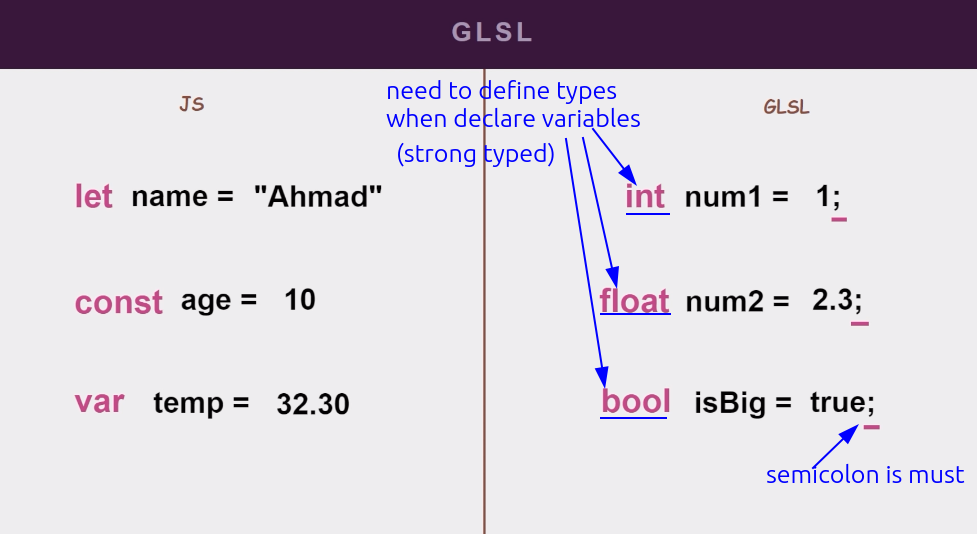 GLSL
JS
need to define types
when declare variables
(strong typed)
GLSL
let name = "Ahmad"
int num1 = 1;
const age = 10
float num2 = 2.3;
var temp = 32.30
bool isBig = true;
semicolon is must